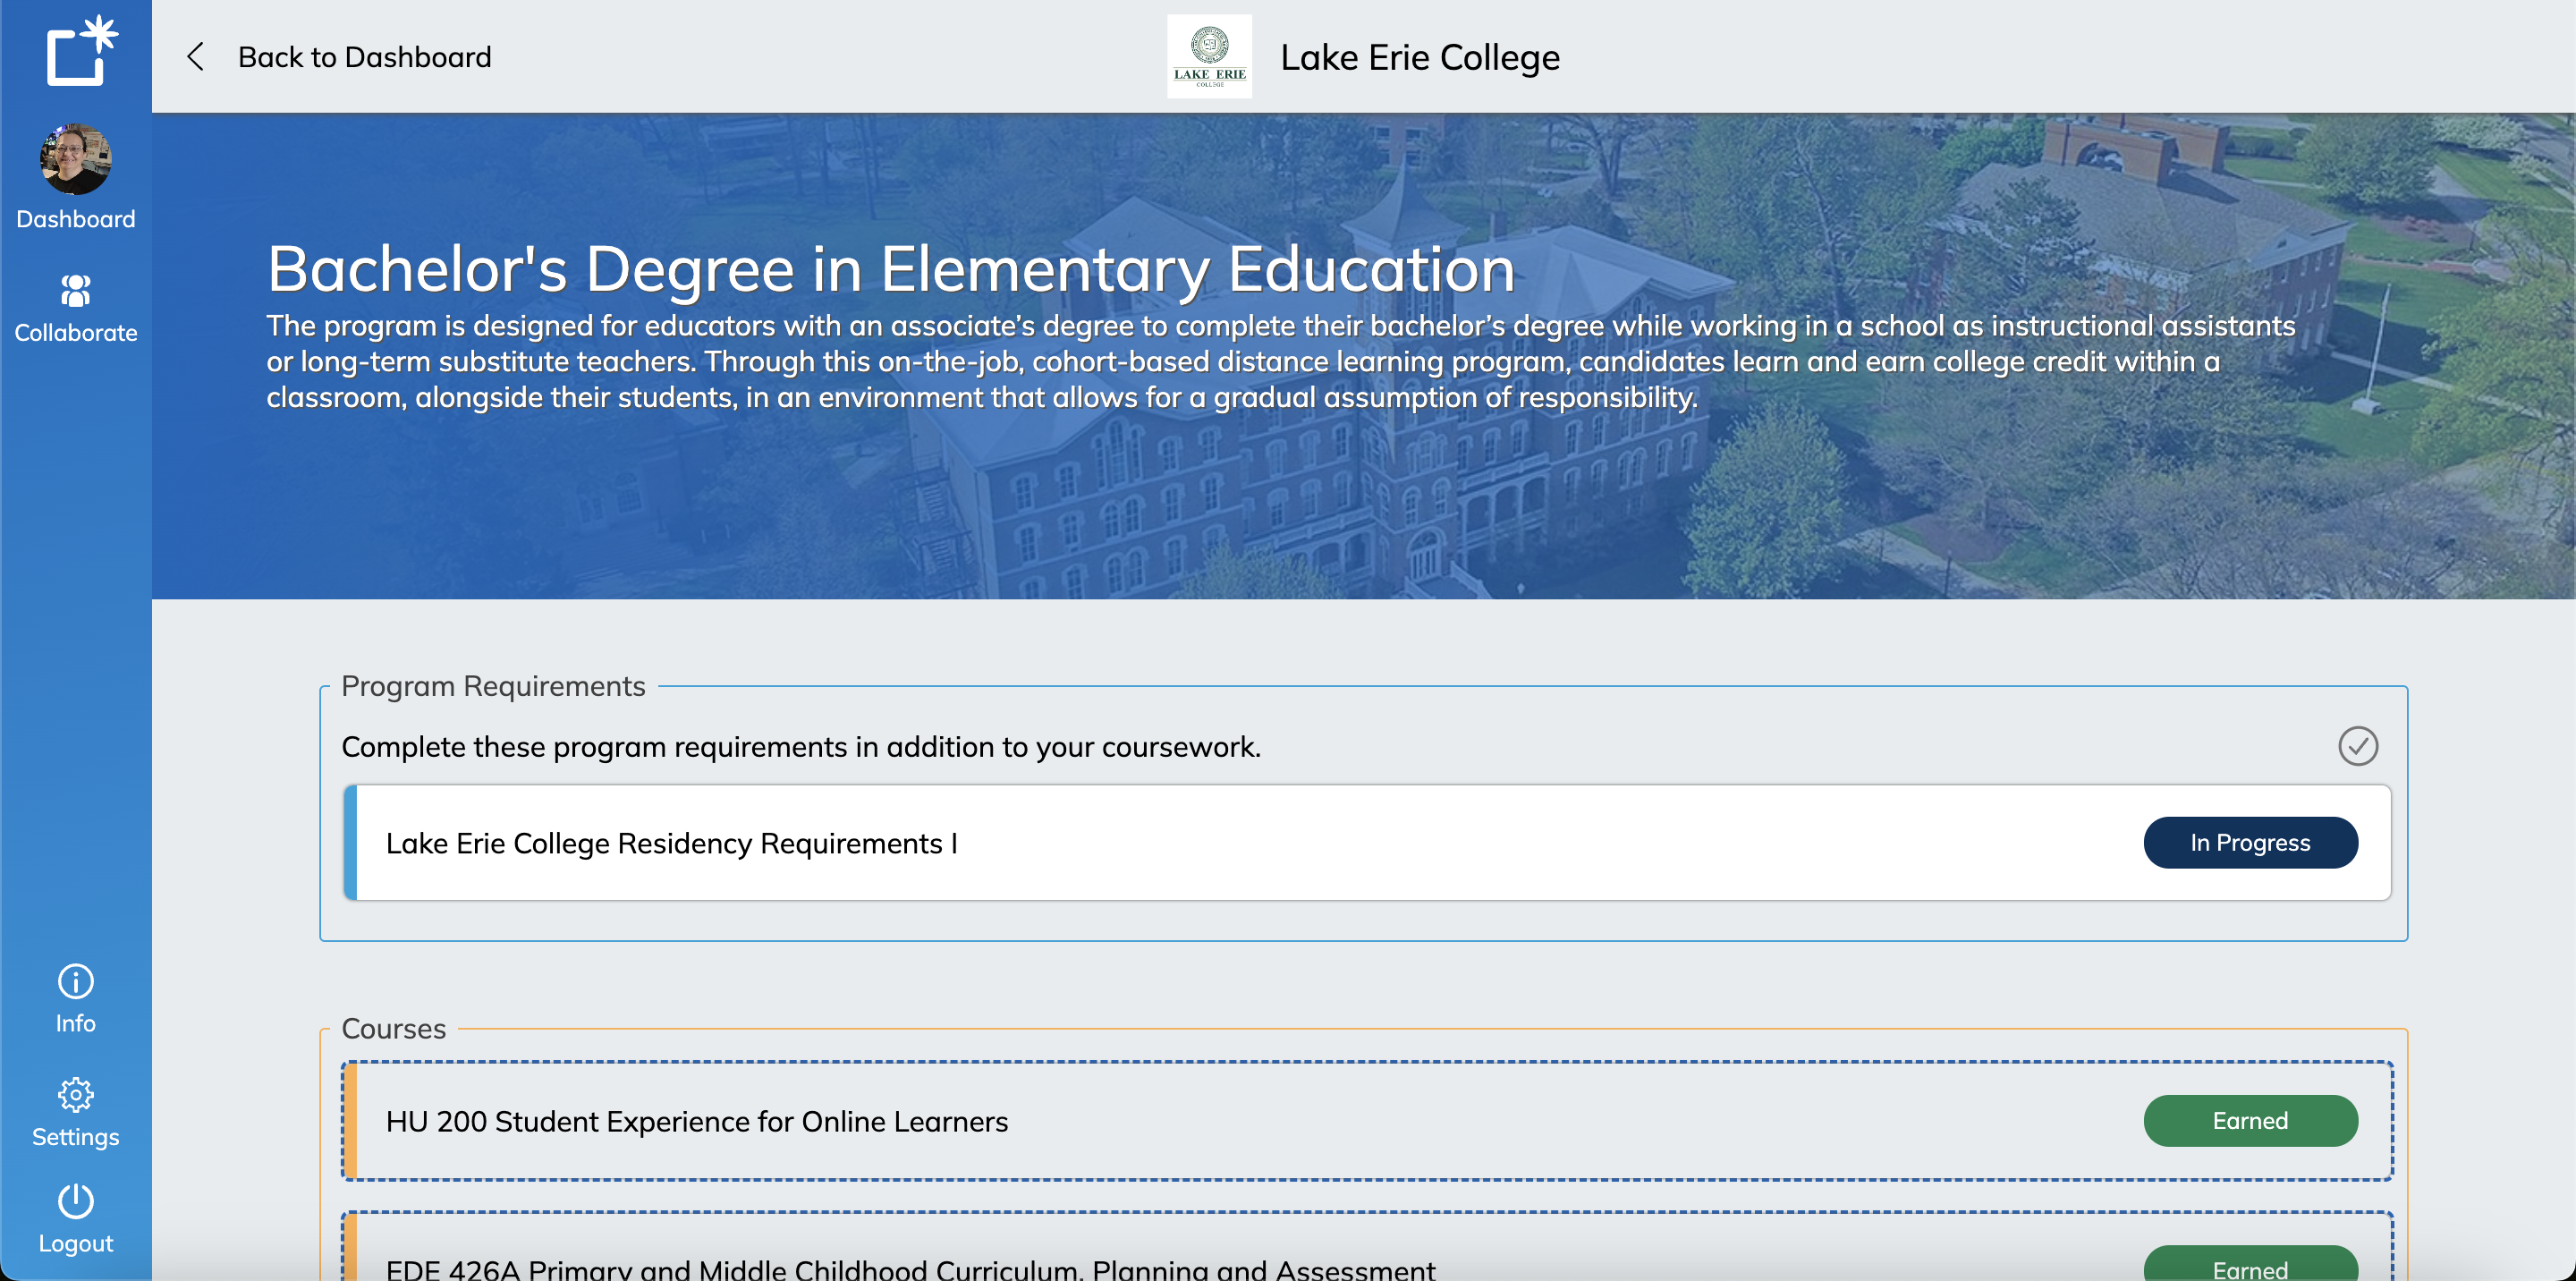 Back to Dashboard
LAKE ERIE
COLLEGE
Lake Erie College
Dashboard
Collaborate
Bachelor's Degree in Elementary Education
The program is designed for educators with an associate’s degree to complete their bachelor’s degree while working in a school as instructional assistants
or long-term substitute teachers. Through this on-the-job, cohort-based distance learning program, candidates learn and earn college credit within a
classroom, alongside their students, in an environment that allows for a gradual assumption of responsibility.
Program Requirements
Complete these program requirements in addition to your coursework.
Lake Erie College Residency Requirements I
In Progress
Courses
HU 200 Student Experience for Online Learners
Earned
EDE 426A Primary and Middle Childhood Curriculum, Planning and Assessment
Earned
Info
Settings
Logout